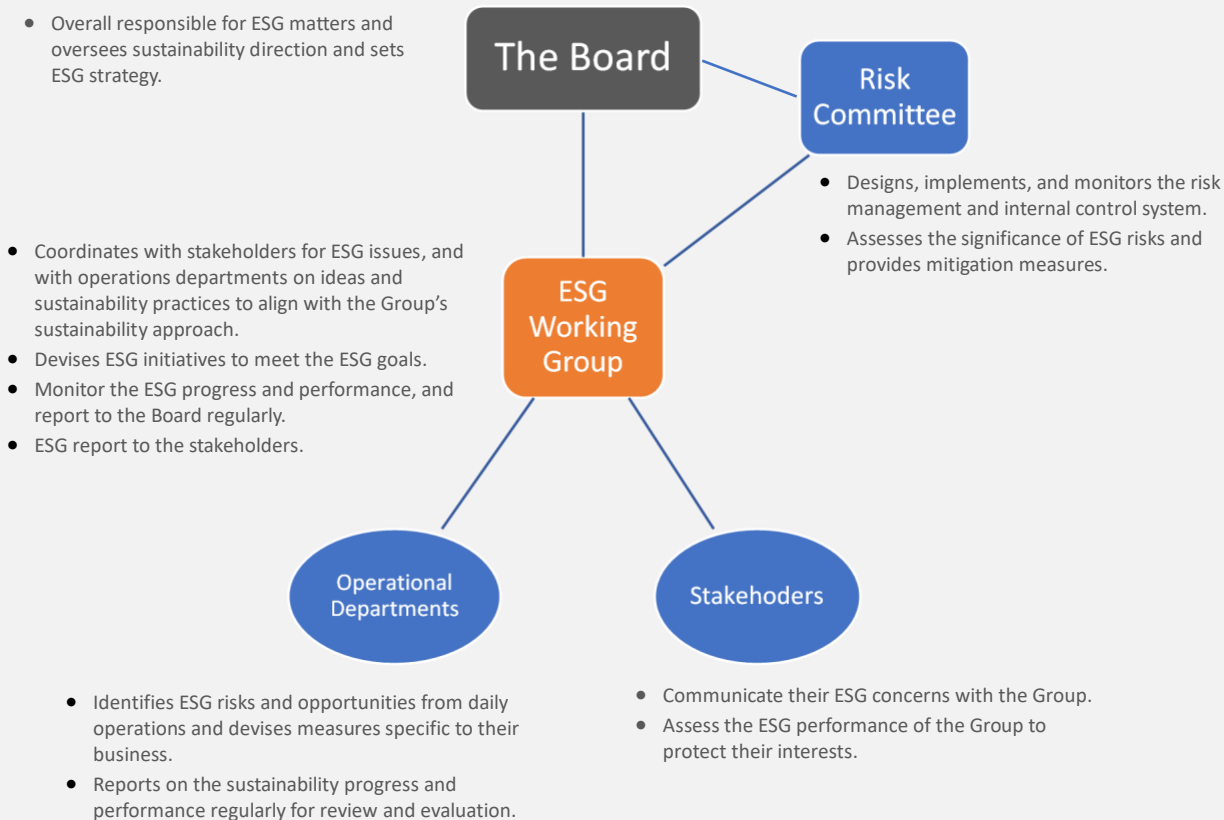 • Overall responsible for ESG matters and
oversees sustainability direction and sets
ESG strategy.
The Board
Risk
Committee
• Designs, implements, and monitors the risk
management and internal control system.
• Assesses the significance of ESG risks and
provides mitigation measures.
• Coordinates with stakeholders for ESG issues, and
with operations departments on ideas and
sustainability practices to align with the Group’s
sustainability approach.
• Devises ESG initiatives to meet the ESG goals.
• Monitor the ESG progress and performance, and
report to the Board regularly.
• ESG report to the stakeholders.
ESG
Working
Group
Operational
Departments
Stakehoders
• Identifies ESG risks and opportunities from daily
operations and devises measures specific to their
business.
• Reports on the sustainability progress and
performance regularly for review and evaluation.
• Communicate their ESG concerns with the Group.
• Assess the ESG performance of the Group to
protect their interests.